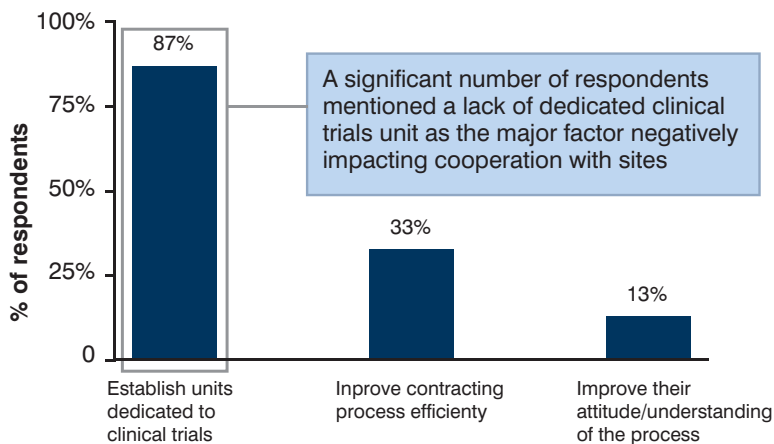 100%
75%
50%
25%
0
% of respondents
87%
33%
13%
A significant number of respondents
mentioned a lack of dedicated clinical
trials unit as the major factor negatively
impacting cooperation with sites
Establish units
dedicated to
clinical trials
Inprove contracting
process efficienty
Improve their
attitude/understanding
of the process